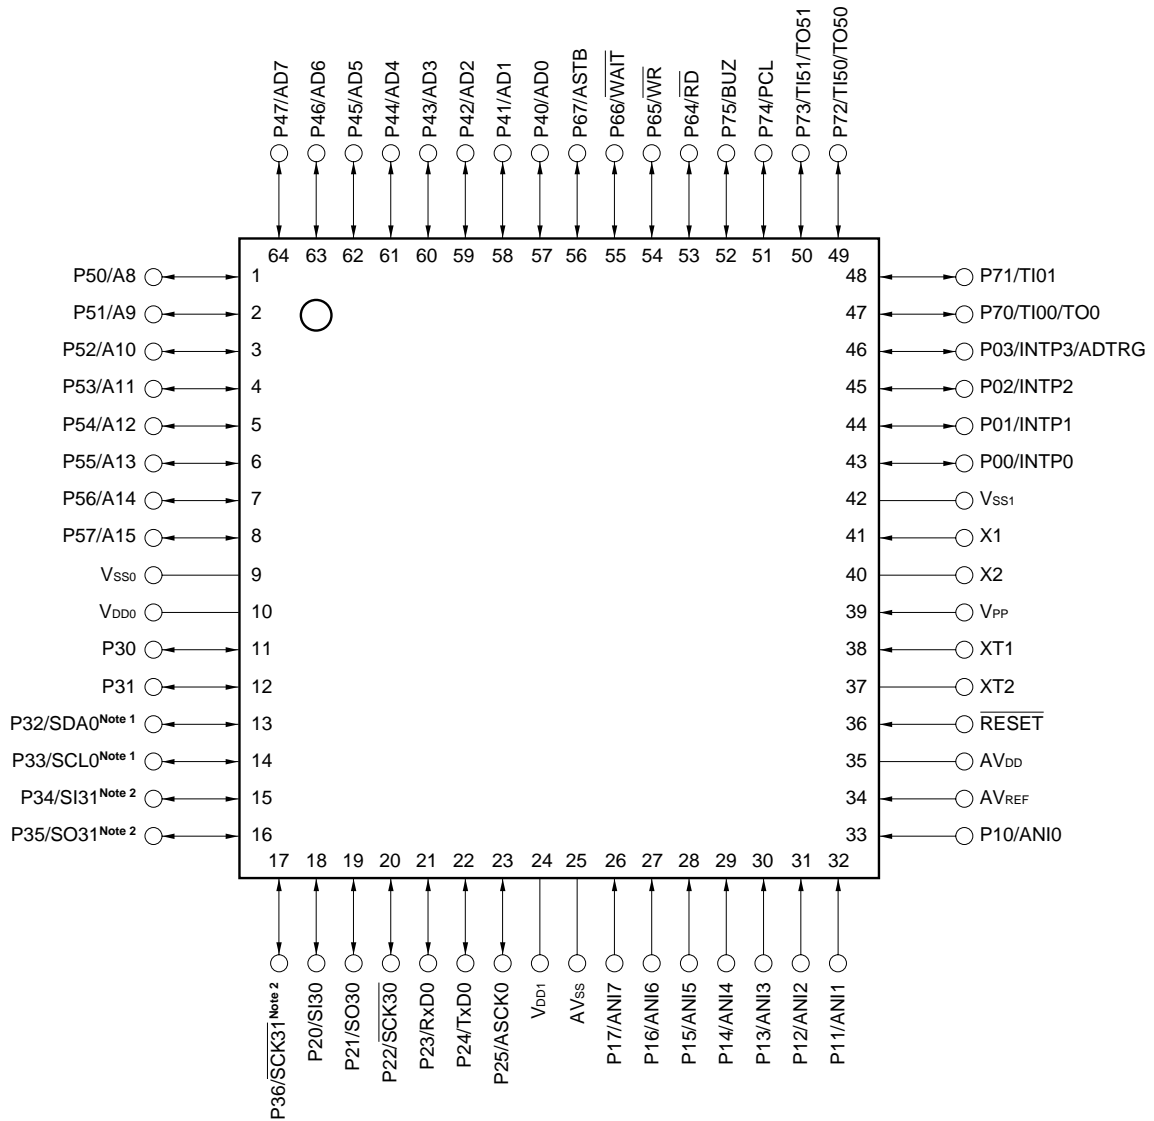 P47/AD7
P46/AD6
P45/AD5
P44/AD4
P43/AD3
P42/AD2
P41/AD1
P40/AD0
P67/ASTB
P66/W̅A̅I̅T̅
P65/W̅R̅
P64/R̅D̅
P75/BUZ
P74/PCL
P73/TI51/TO51
P72/TI50/TO50
64 63 62 61 60 59 58 57 56 55 54 53 52 51 50 49
P50/A8 1
P51/A9 2
P52/A10 3
P53/A11 4
P54/A12 5
P55/A13 6
P56/A14 7
P57/A15 8
VSS0 9
VDD0 10
P30 11
P31 12
P32/SDA0Note 1 13
P33/SCL0Note 1 14
P34/SI31Note 2 15
P35/SO31Note 2 16
48 P71/TI01
47 P70/TI00/TO0
46 P03/INTP3/ADTRG
45 P02/INTP2
44 P01/INTP1
43 P00/INTP0
42 VSS1
41 X1
40 X2
39 VPP
38 XT1
37 XT2
36 R̅E̅S̅E̅T̅
35 AVDD
34 AVREF
33 P10/ANI0
17 18 19 20 21 22 23 24 25 26 27 28 29 30 31 32
P36/S̅C̅K̅3̅1̅Note 2
P20/SI30
P21/SO30
P22/S̅C̅K̅3̅0̅
P23/RxD0
P24/TxD0
P25/ASCK0
VDD1
AVSS
P17/ANI7
P16/ANI6
P15/ANI5
P14/ANI4
P13/ANI3
P12/ANI2
P11/ANI1